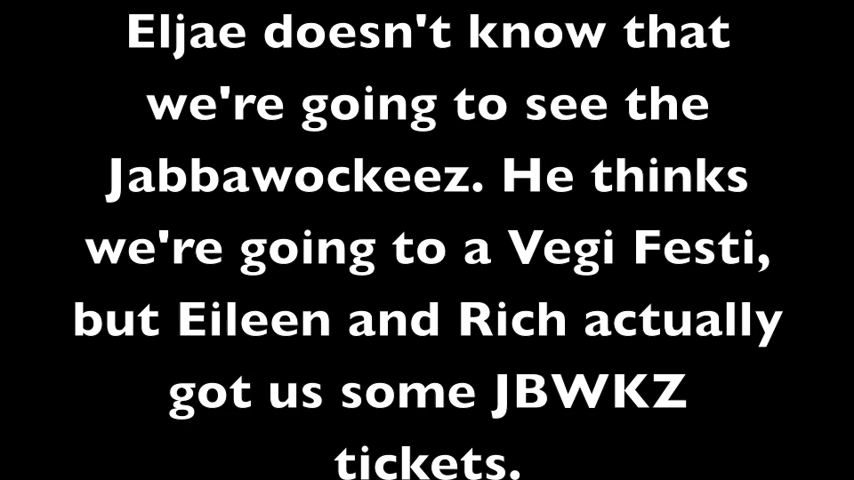 Eljae doesn't know that
we're going to see the
Jabbawockeez. He thinks
we're going to a Vegi Festi,
but Eileen and Rich actually
got us some JBWKZ
tickets.